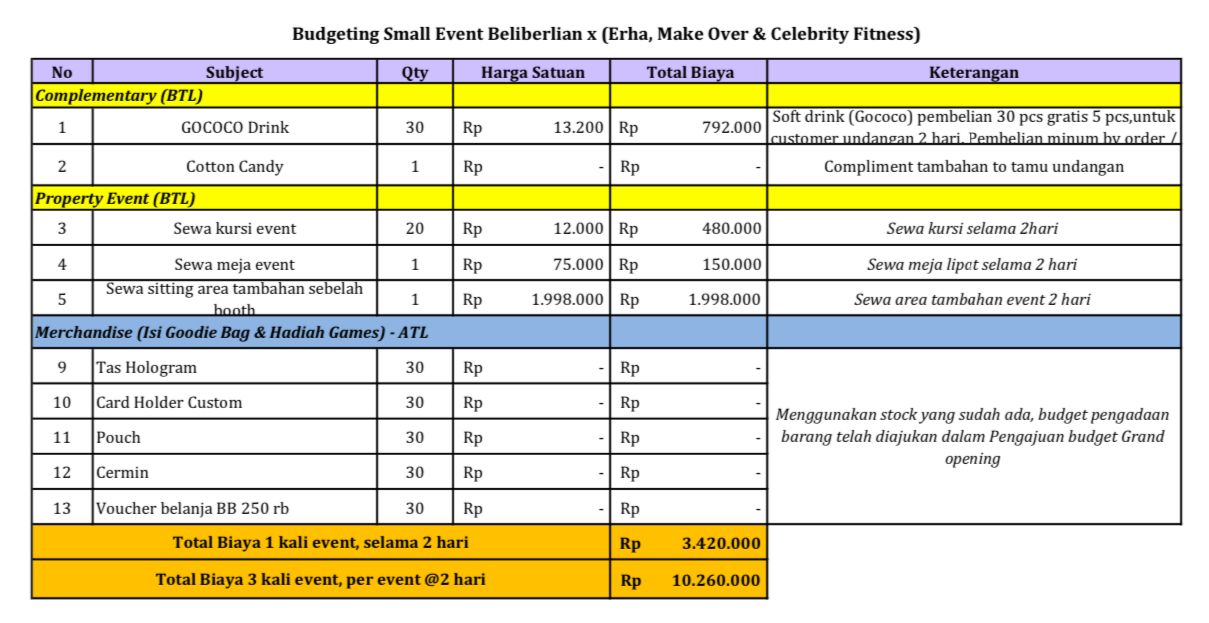 Budgeting Small Event Beliberlian x (Erha, Make Over & Celebrity Fitness)
No Subject Qty Harga Satuan Total Biaya Keterangan
Complementary (BTL)
1 GOCOCO Drink 30 Rp 13.200 Rp 792.000 Soft drink (Gococo) pembelian 30 pcs gratis 5 pcs,untuk
customer undangan 2 hari. Pembelian minum by order /
2 Cotton Candy 1 Rp - Rp - Compliment tambahan to tamu undangan
Property Event (BTL)
3 Sewa kursi event 20 Rp 12.000 Rp 480.000 Sewa kursi selama 2hari
4 Sewa meja event 1 Rp 75.000 Rp 150.000 Sewa meja lipat selama 2 hari
5 Sewa sitting area tambahan sebelah
booth 1 Rp 1.998.000 Rp 1.998.000 Sewa area tambahan event 2 hari
Merchandise (Isi Goodie Bag & Hadiah Games) - ATL
9 Tas Hologram 30 Rp - Rp -
10 Card Holder Custom 30 Rp - Rp -
11 Pouch 30 Rp - Rp -
12 Cermin 30 Rp - Rp -
13 Voucher belanja BB 250 rb 30 Rp - Rp -
Menggunakan stock yang sudah ada, budget pengadaan
barang telah diajukan dalam Pengajuan budget Grand
opening
Total Biaya 1 kali event, selama 2 hari Rp 3.420.000
Total Biaya 3 kali event, per event @2 hari Rp 10.260.000